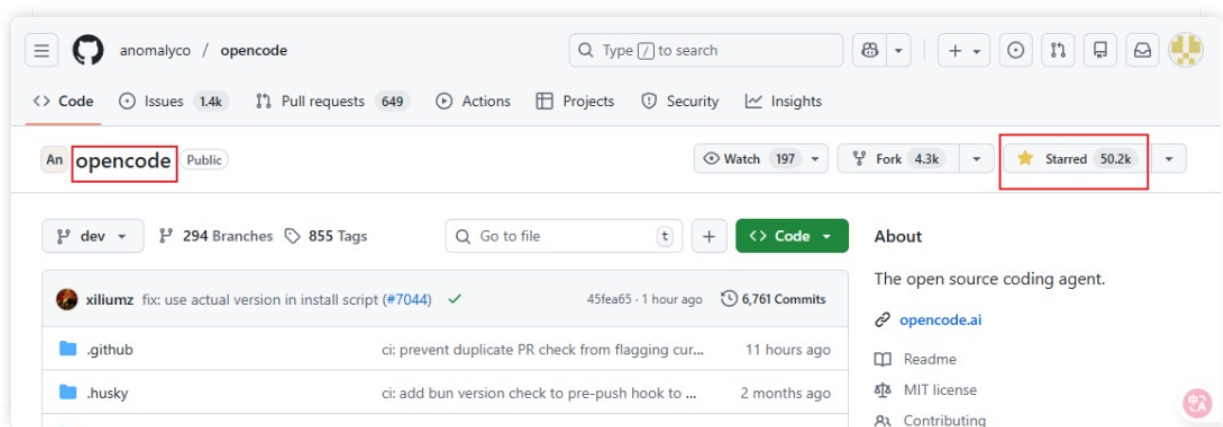 anomalyco / opencode
Type / to search
Code Issues 1.4k Pull requests 649 Actions Projects Security Insights
An opencode Public
Watch 197 Fork 4.3k Starred 50.2k
dev 294 Branches 855 Tags Go to file t + Code
About
The open source coding agent.
xiliumz fix: use actual version in install script (#7044) 45fea65 · 1 hour ago 6,761 Commits
opencode.ai
.github ci: prevent duplicate PR check from flagging cur... 11 hours ago
Readme
.husky ci: add bun version check to pre-push hook to ... 2 months ago
MIT license
Contributing